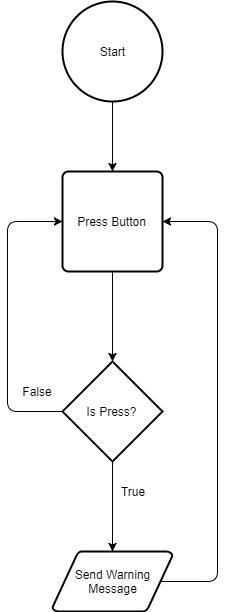 Start
Press Button
False
Is Press?
True
Send Warning
Message